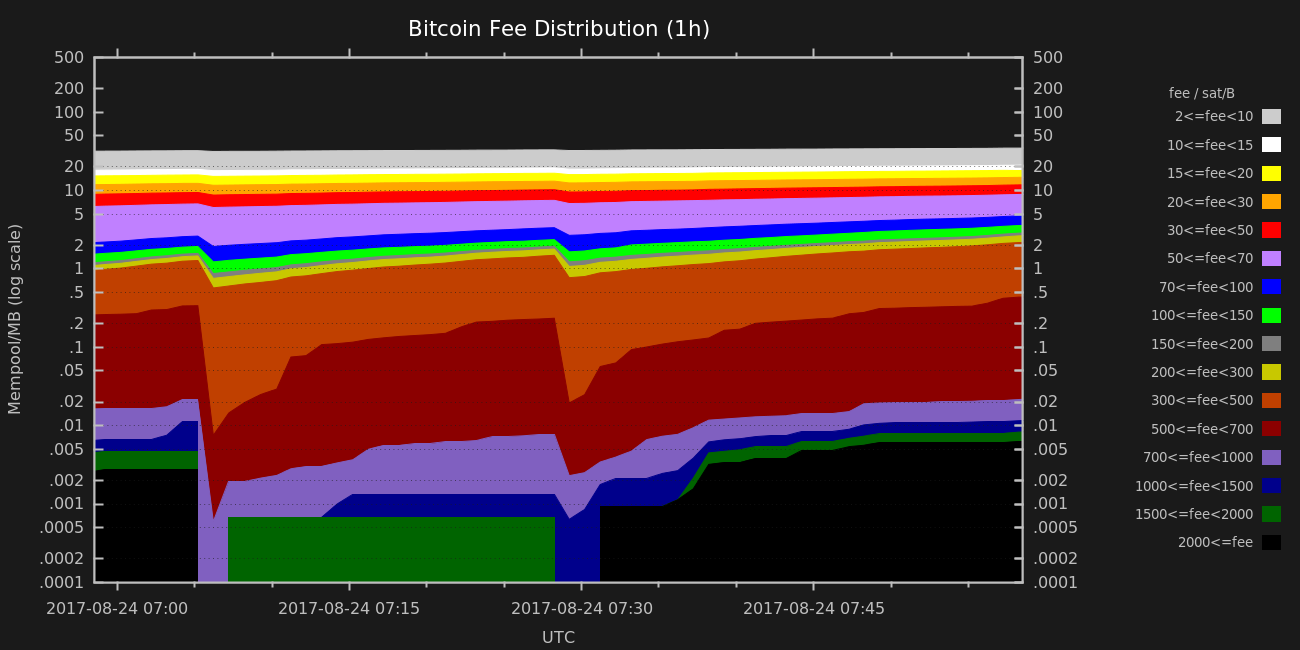 Bitcoin Fee Distribution (1h)
500
200
100
50
20
10
5
2
1
.5
.2
.1
.05
.02
.01
.005
.002
.001
.0005
.0002
.0001
Mempool/MB (log scale)
500
200
100
50
20
10
5
2
1
.5
.2
.1
.05
.02
.01
.005
.002
.001
.0005
.0002
.0001
2017-08-24 07:00 2017-08-24 07:15 2017-08-24 07:30 2017-08-24 07:45
UTC
fee / sat/B
2<=fee<10
10<=fee<15
15<=fee<20
20<=fee<30
30<=fee<50
50<=fee<70
70<=fee<100
100<=fee<150
150<=fee<200
200<=fee<300
300<=fee<500
500<=fee<700
700<=fee<1000
1000<=fee<1500
1500<=fee<2000
2000<=fee